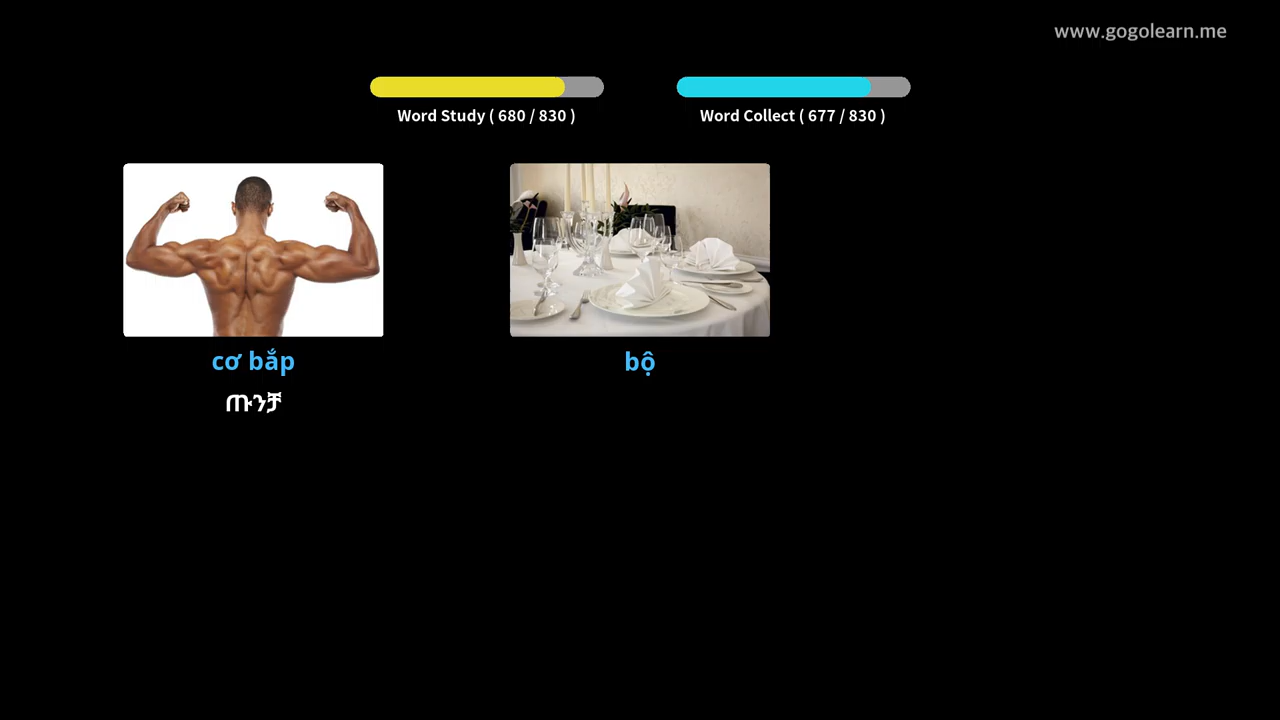 www.gogolearn.me
Word Study ( 680 / 830 )
Word Collect ( 677 / 830 )
cơ bắp
ጡንቻ
bộ